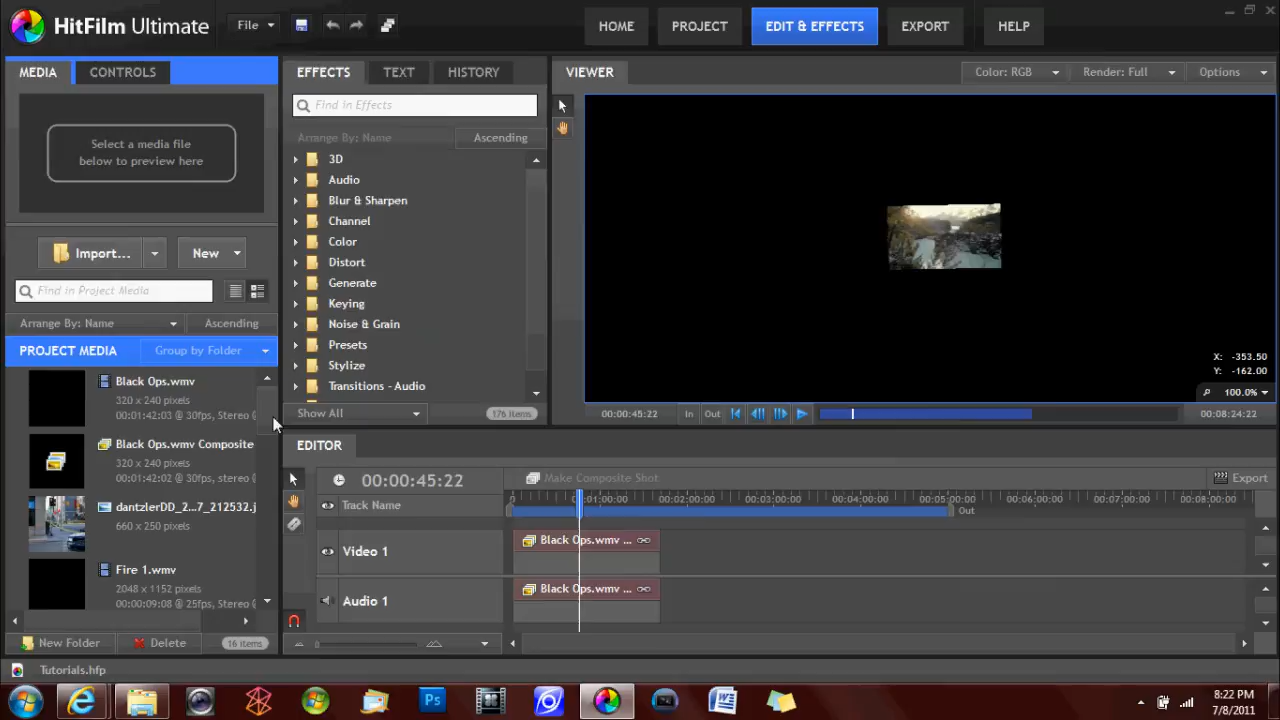 HitFilm Ultimate
File
HOME
PROJECT
EDIT & EFFECTS
EXPORT
HELP
MEDIA
CONTROLS
Select a media file
below to preview here
Import...
New
Find in Project Media
Arrange By: Name
Ascending
PROJECT MEDIA
Group by Folder
Black Ops.wmv
320 x 240 pixels
00:01:42:03 @ 30fps, Stereo @
Black Ops.wmv Composite
320 x 240 pixels
00:01:42:02 @ 30fps, Stereo @
dantzlerDD_2...7_212532.j
660 x 250 pixels
Fire 1.wmv
2048 x 1152 pixels
00:00:09:08 @ 25fps, Stereo @
New Folder
Delete
16 items
EFFECTS
TEXT
HISTORY
Find in Effects
Arrange By: Name
Ascending
3D
Audio
Blur & Sharpen
Channel
Color
Distort
Generate
Keying
Noise & Grain
Presets
Stylize
Transitions - Audio
Show All
176 items
VIEWER
Color: RGB
Render: Full
Options
X: -353.50
Y: -162.00
100.0%
00:00:45:22
In
Out
00:08:24:22
EDITOR
00:00:45:22
Make Composite Shot
Export
Track Name
0
0:01:00:00
00:02:00:00
00:03:00:00
00:04:00:00
00:05:00:00
00:06:00:00
00:07:00:00
00:08:00:00
Out
Video 1
Black Ops.wmv ...
Audio 1
Black Ops.wmv ...
Tutorials.hfp
Ps
8:22 PM
7/8/2011